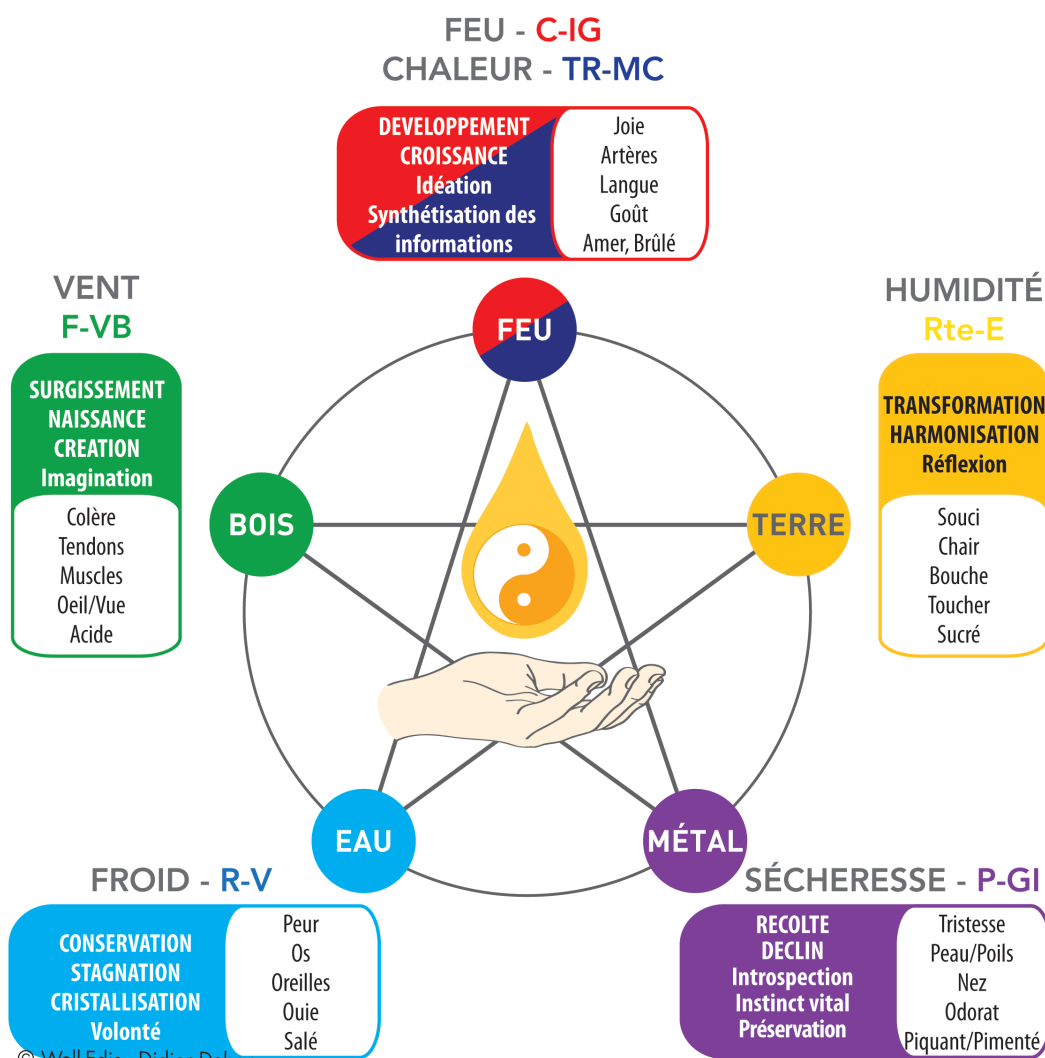 FEU - C-IG
CHALEUR - TR-MC
DEVELOPPEMENT
CROISSANCE
Idéation
Synthétisation des
informations
Joie
Artères
Langue
Goût
Amer, Brûlé
VENT
F-VB
SURGISSEMENT
NAISSANCE
CREATION
Imagination
Colère
Tendons
Muscles
Oeil/Vue
Acide
FEU
HUMIDITÉ
Rte-E
TRANSFORMATION
HARMONISATION
Réflexion
Souci
Chair
Bouche
Toucher
Sucré
BOIS
TERRE
EAU
MÉTAL
FROID - R-V
CONSERVATION
STAGNATION
CRISTALLISATION
Volonté
Peur
Os
Oreilles
Ouie
Salé
SÉCHERESSE - P-GI
RECOLTE
DECLIN
Introspection
Instinct vital
Préservation
Tristesse
Peau/Poils
Nez
Odorat
Piquant/Pimenté
©